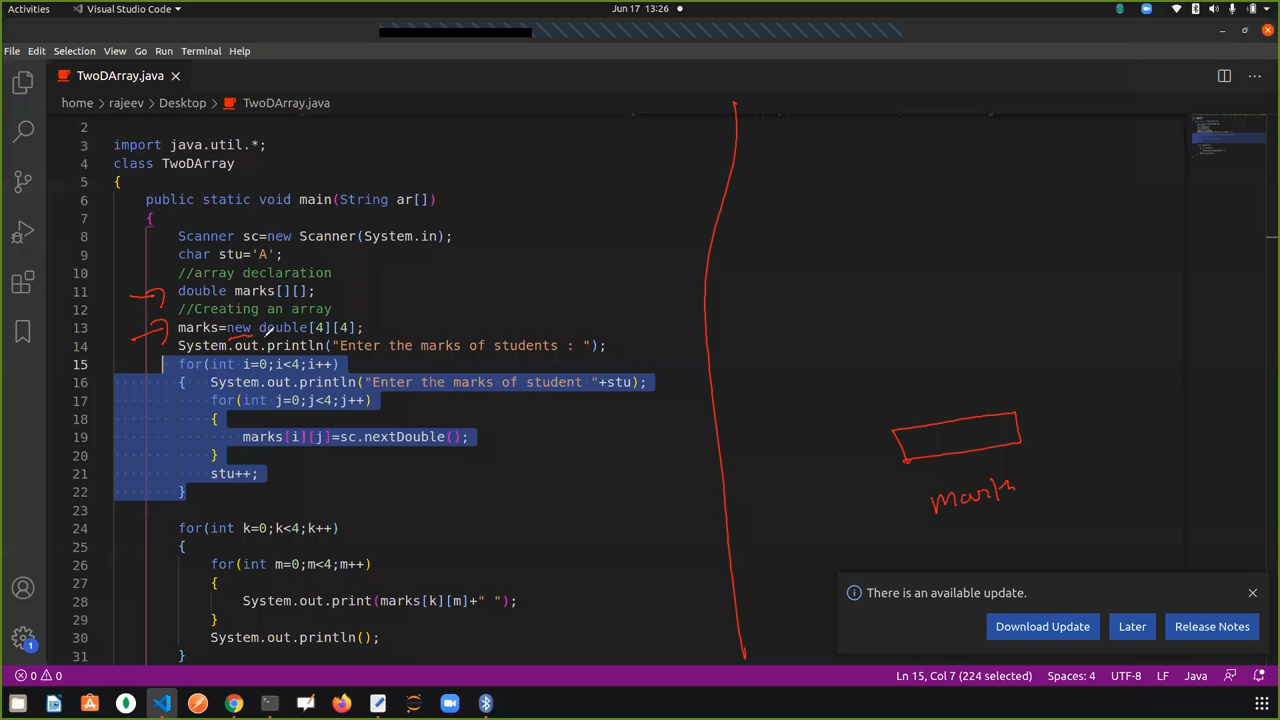 Activities
Visual Studio Code
Jun 17 13:26
File Edit Selection View Go Run Terminal Help
TwoDArray.java
home > rajeev > Desktop > TwoDArray.java
2
3 import java.util.*;
4 class TwoDArray
5 {
6 public static void main(String ar[])
7 {
8 Scanner sc=new Scanner(System.in);
9 char stu='A';
10 //array declaration
11 double marks[][];
12 //Creating an array
13 marks=new double[4][4];
14 System.out.println("Enter the marks of students : ");
15 for(int i=0;i<4;i++)
16 { System.out.println("Enter the marks of student "+stu);
17 for(int j=0;j<4;j++)
18 {
19 marks[i][j]=sc.nextDouble();
20 }
21 stu++;
22 }
23
24 for(int k=0;k<4;k++)
25 {
26 for(int m=0;m<4;m++)
27 {
28 System.out.print(marks[k][m]+" ");
29 }
30 System.out.println();
31 }
marks
There is an available update.
Download Update
Later
Release Notes
1
0 0
Ln 15, Col 7 (224 selected)
Spaces: 4
UTF-8
LF
Java